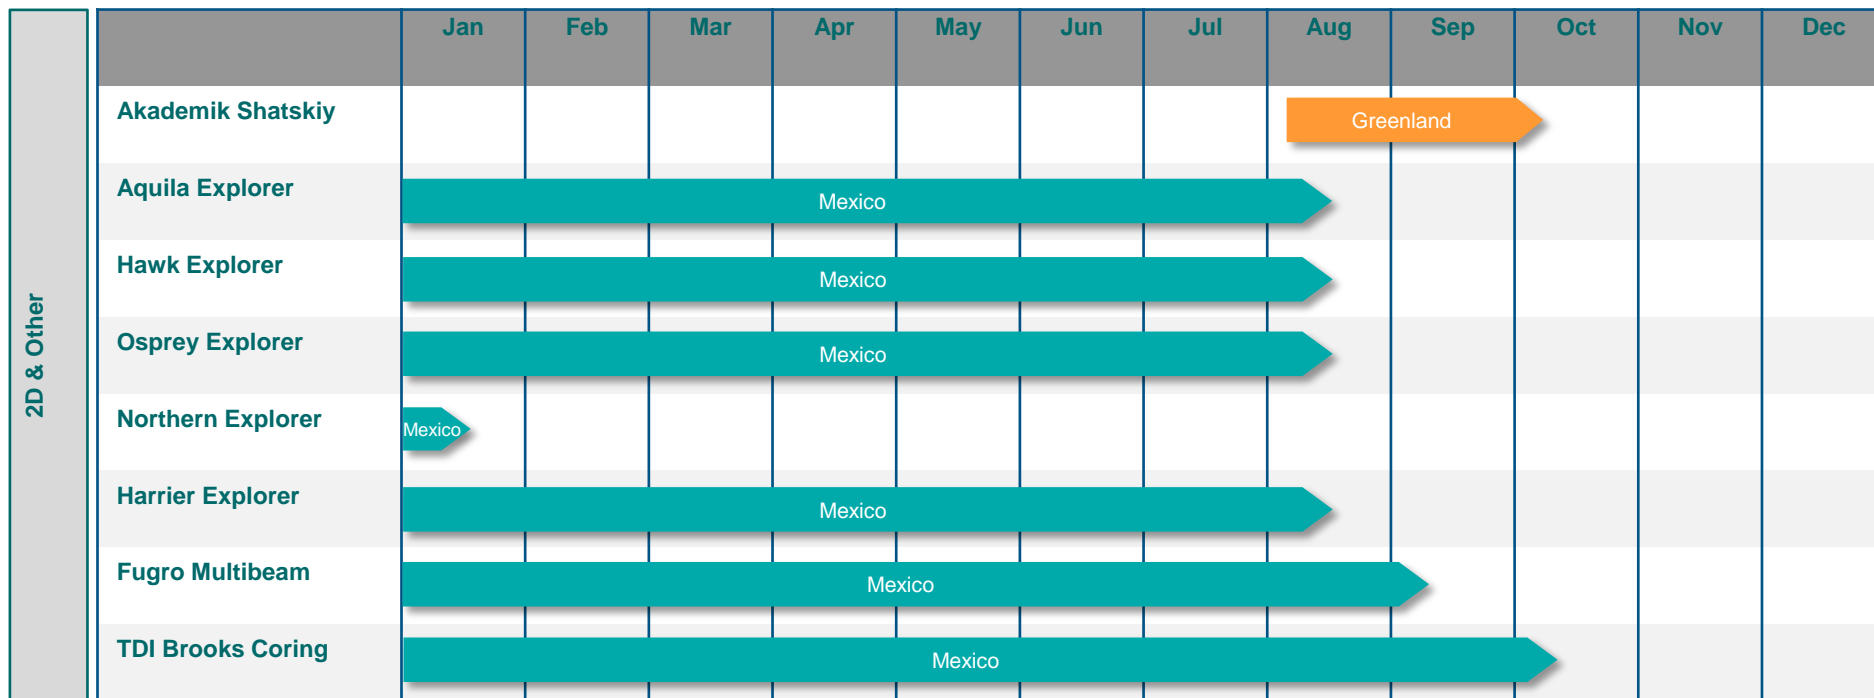 Jan Feb Mar Apr May Jun Jul Aug Sep Oct Nov Dec
2D & Other
Akademik Shatskiy Greenland
Aquila Explorer Mexico
Hawk Explorer Mexico
Osprey Explorer Mexico
Northern Explorer Mexico
Harrier Explorer Mexico
Fugro Multibeam Mexico
TDI Brooks Coring Mexico